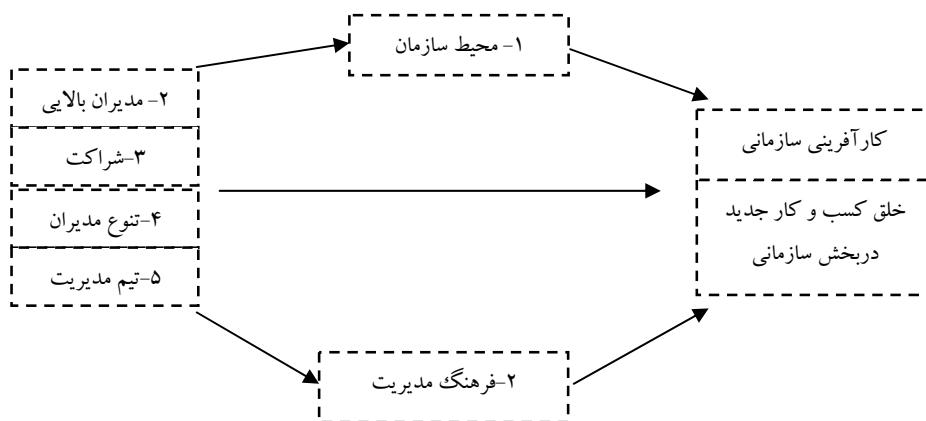 ۱- محیط سازمان
۲- مدیران بالایی
۳-شراکت
۴-تنوع مدیران
۵-تیم مدیریت
کارآفرینی سازمانی
خلق کسب و کار جدید
دربخش سازمانی
۲-فرهنگ مدیریت